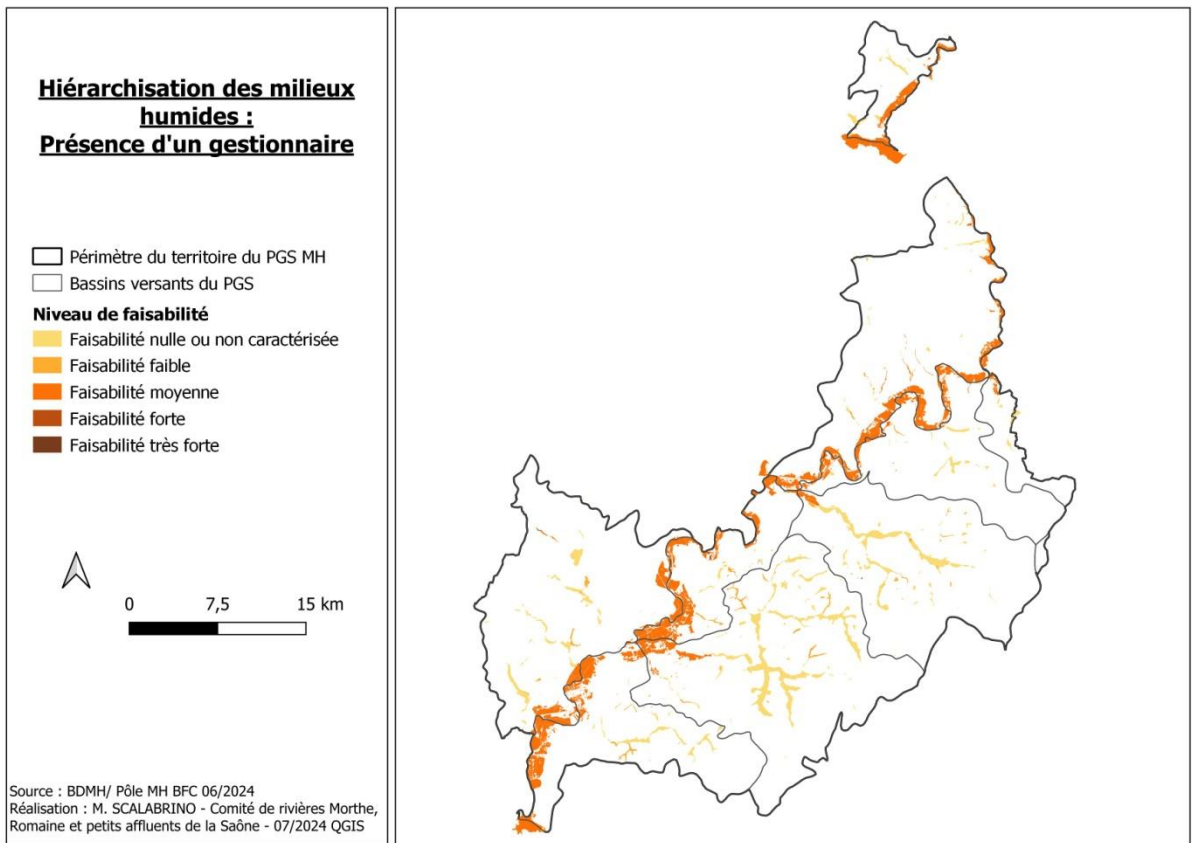 Hiérarchisation des milieux
humides :
Présence d'un gestionnaire
Périmètre du territoire du PGS MH
Bassins versants du PGS
Niveau de faisabilité
Faisabilité nulle ou non caractérisée
Faisabilité faible
Faisabilité moyenne
Faisabilité forte
Faisabilité très forte
0 7,5 15 km
Source : BDMH/ Pôle MH BFC 06/2024
Réalisation : M. SCALABRINO - Comité de rivières Morthe,
Romaine et petits affluents de la Saône - 07/2024 QGIS